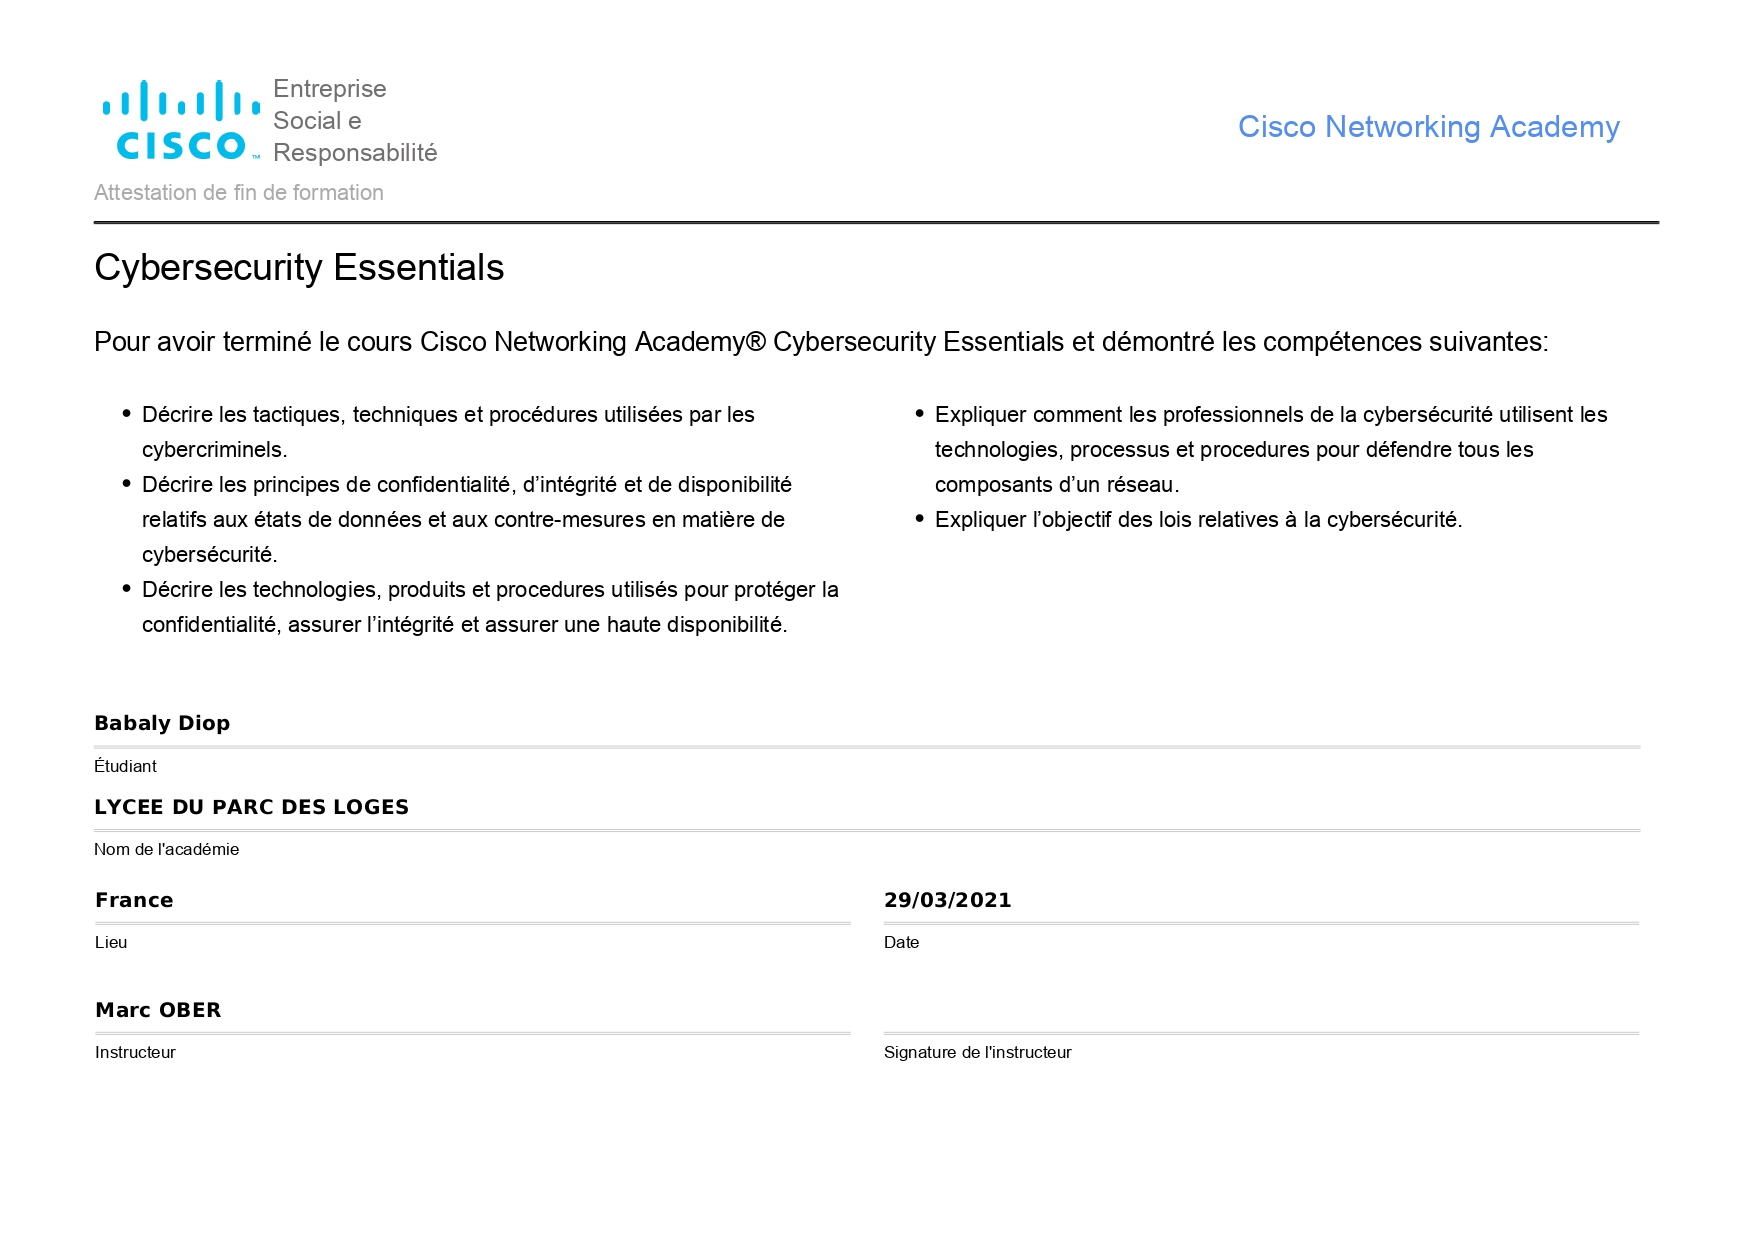 Entreprise
Social e
Responsabilité
CISCO™
Cisco Networking Academy
Attestation de fin de formation
Cybersecurity Essentials
Pour avoir terminé le cours Cisco Networking Academy® Cybersecurity Essentials et démontré les compétences suivantes:
• Décrire les tactiques, techniques et procédures utilisées par les
cybercriminels.
• Décrire les principes de confidentialité, d’intégrité et de disponibilité
relatifs aux états de données et aux contre-mesures en matière de
cybersécurité.
• Décrire les technologies, produits et procedures utilisés pour protéger la
confidentialité, assurer l’intégrité et assurer une haute disponibilité.
• Expliquer comment les professionnels de la cybersécurité utilisent les
technologies, processus et procedures pour défendre tous les
composants d’un réseau.
• Expliquer l’objectif des lois relatives à la cybersécurité.
Babaly Diop
Étudiant
LYCEE DU PARC DES LOGES
Nom de l'académie
France
Lieu
29/03/2021
Date
Marc OBER
Instructeur
Signature de l'instructeur